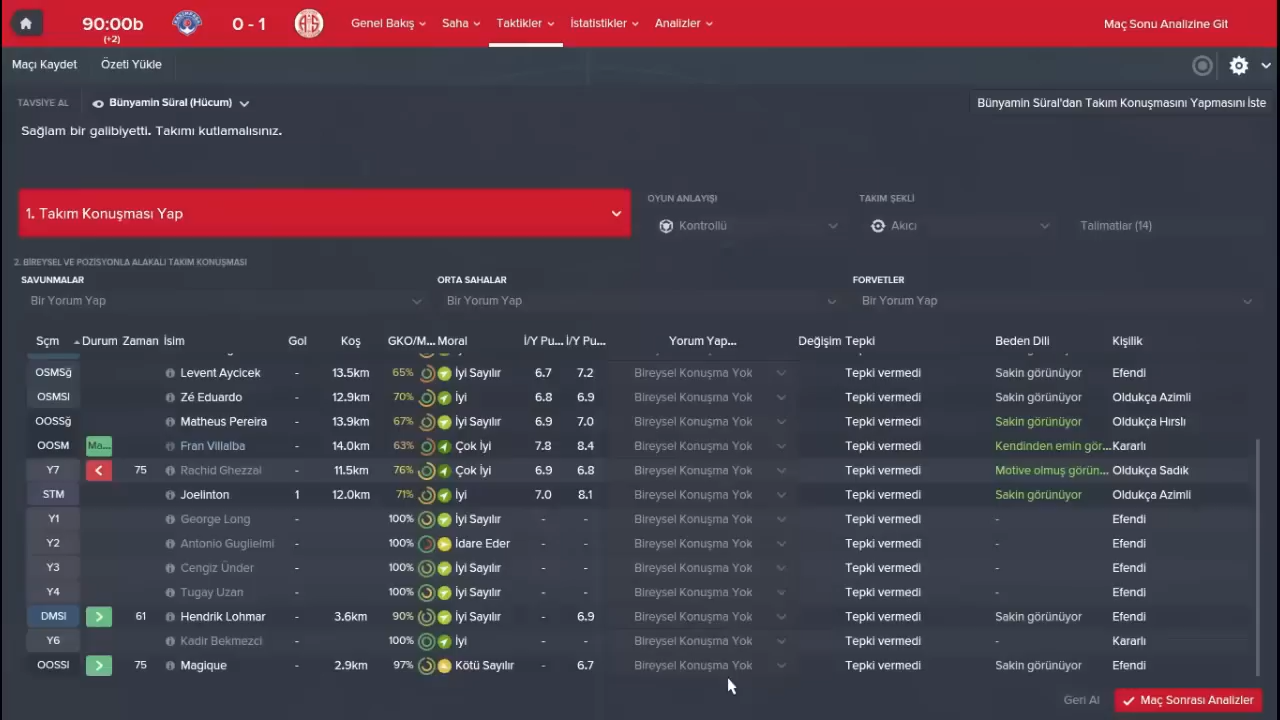 90:00b
(+2)
0 - 1
Genel Bakış
Saha
Taktikler
İstatistikler
Analizler
Maç Sonu Analizine Git
Maçı Kaydet
Özeti Yükle
TAVSİYE AL
Bünyamin Süral (Hücum)
Bünyamin Süral'dan Takım Konuşmasını Yapmasını İste
Sağlam bir galibiyetti. Takımı kutlamalısınız.
1. Takım Konuşması Yap
OYUN ANLAYIŞI
TAKIM ŞEKLİ
Kontrollü
Akıcı
Talimatlar (14)
2. BİREYSEL VE POZİSYONLA ALAKALI TAKIM KONUŞMASI
SAVUNMALAR
ORTA SAHALAR
FORVETLER
Bir Yorum Yap
Bir Yorum Yap
Bir Yorum Yap
Sçm Durum Zaman İsim Gol Koş GKO/M... Moral İ/Y Pu... İ/Y Pu... Yorum Yap... Değişim Tepki Beden Dili Kişilik
OSMSğ Levent Aycicek - 13.5km 65% İyi Sayılır 6.7 7.2 Bireysel Konuşma Yok Tepki vermedi Sakin görünüyor Efendi
OSMSI Zé Eduardo - 12.9km 70% İyi 6.8 6.9 Bireysel Konuşma Yok Tepki vermedi Sakin görünüyor Oldukça Azimli
OOSSğ Matheus Pereira - 13.9km 67% İyi Sayılır 6.9 7.0 Bireysel Konuşma Yok Tepki vermedi Sakin görünüyor Oldukça Hırslı
OOSM Ma... Fran Villalba - 14.0km 63% Çok İyi 7.8 8.4 Bireysel Konuşma Yok Tepki vermedi Kendinden emin gör... Kararlı
Y7 75 Rachid Ghezzal - 11.5km 76% Çok İyi 6.9 6.8 Bireysel Konuşma Yok Tepki vermedi Motive olmuş görün... Oldukça Sadık
STM Joelinton 1 12.0km 71% İyi 7.0 8.1 Bireysel Konuşma Yok Tepki vermedi Sakin görünüyor Oldukça Azimli
Y1 George Long - 100% İyi Sayılır - - Bireysel Konuşma Yok Tepki vermedi - Efendi
Y2 Antonio Guglielmi - 100% İdare Eder - - Bireysel Konuşma Yok Tepki vermedi - Efendi
Y3 Cengiz Ünder - 100% İyi Sayılır - - Bireysel Konuşma Yok Tepki vermedi - Efendi
Y4 Tugay Uzan - 100% İyi Sayılır - - Bireysel Konuşma Yok Tepki vermedi - Efendi
DMSI 61 Hendrik Lohmar - 3.6km 90% İyi Sayılır - 6.9 Bireysel Konuşma Yok Tepki vermedi Sakin görünüyor Efendi
Y6 Kadir Bekmezci - 100% İyi - - Bireysel Konuşma Yok Tepki vermedi - Kararlı
OOSSI 75 Magique - 2.9km 97% Kötü Sayılır - 6.7 Bireysel Konuşma Yok Tepki vermedi Sakin görünüyor Efendi
Geri Al
Maç Sonrası Analizler